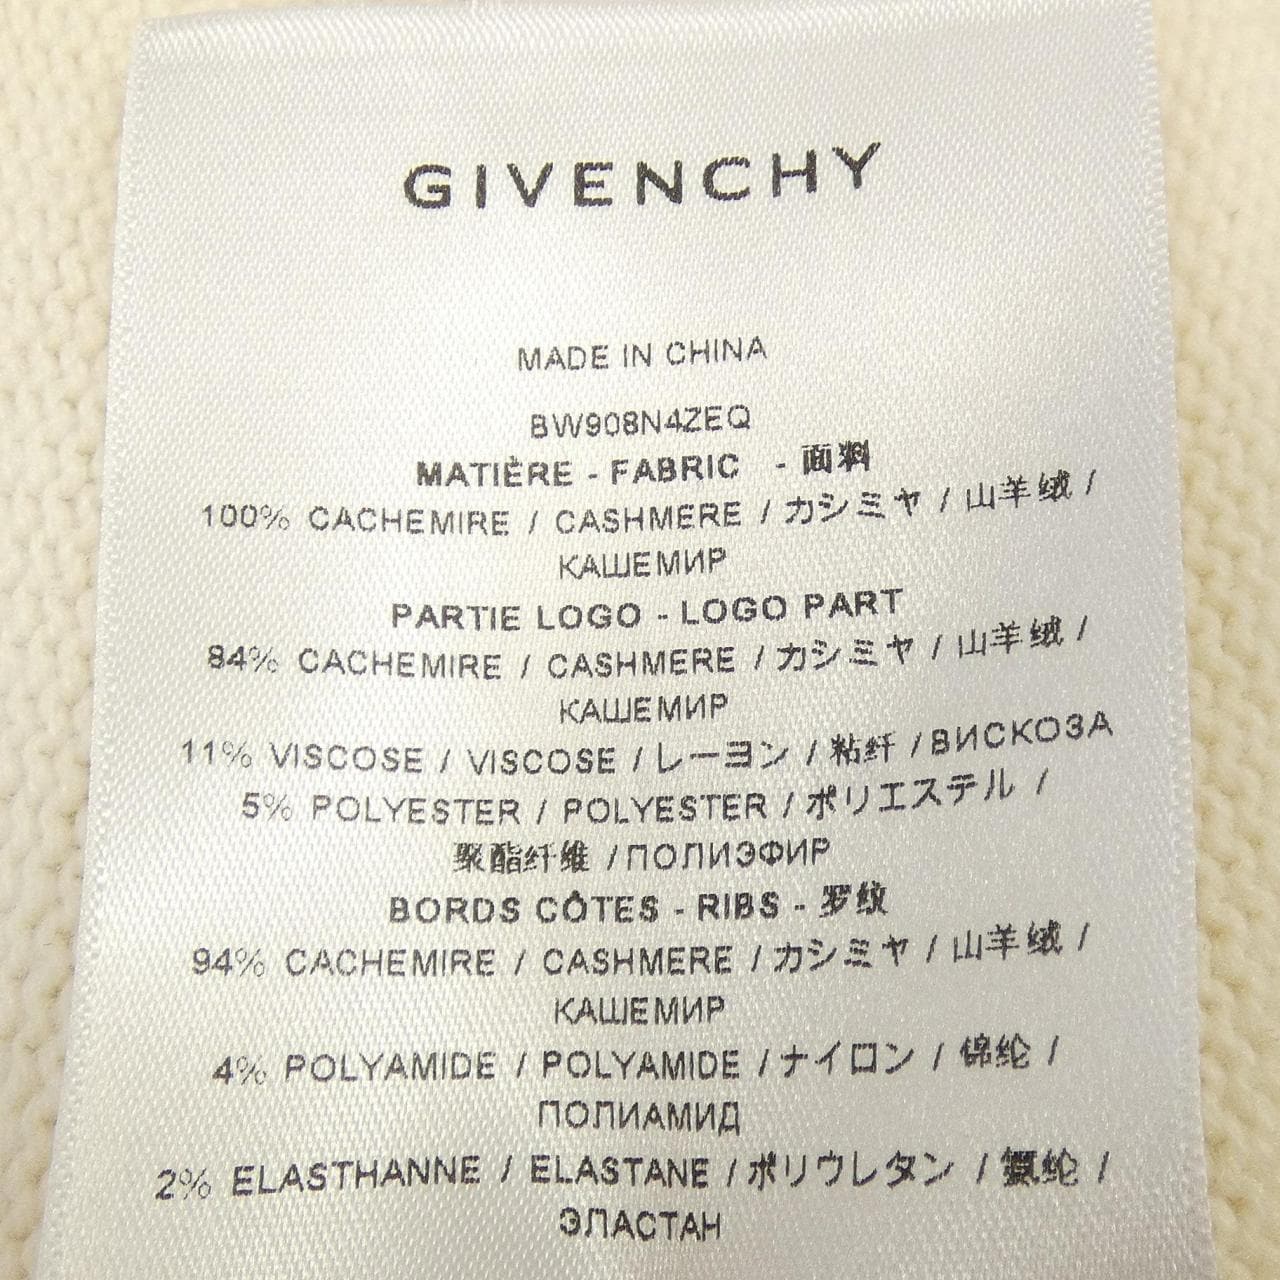 GIVENCHY
MADE IN CHINA
BW908N4ZEQ
MATIÈRE - FABRIC - 面料
100% CACHEMIRE / CASHMERE / カシミヤ / 山羊绒 /
КАШЕМИР
PARTIE LOGO - LOGO PART
84% CACHEMIRE / CASHMERE / カシミヤ / 山羊绒 /
КАШЕМИР
11% VISCOSE / VISCOSE / レーヨン / 粘纤 / ВИСКОЗА
5% POLYESTER / POLYESTER / ポリエステル /
聚酯纤维 / ПОЛИЭФИР
BORDS CÔTES - RIBS - 罗纹
94% CACHEMIRE / CASHMERE / カシミヤ / 山羊绒 /
КАШЕМИР
4% POLYAMIDE / POLYAMIDE / ナイロン / 锦纶 /
ПОЛИАМИД
2% ELASTHANNE / ELASTANE / ポリウレタン / 氨纶 /
ЭЛАСТАН